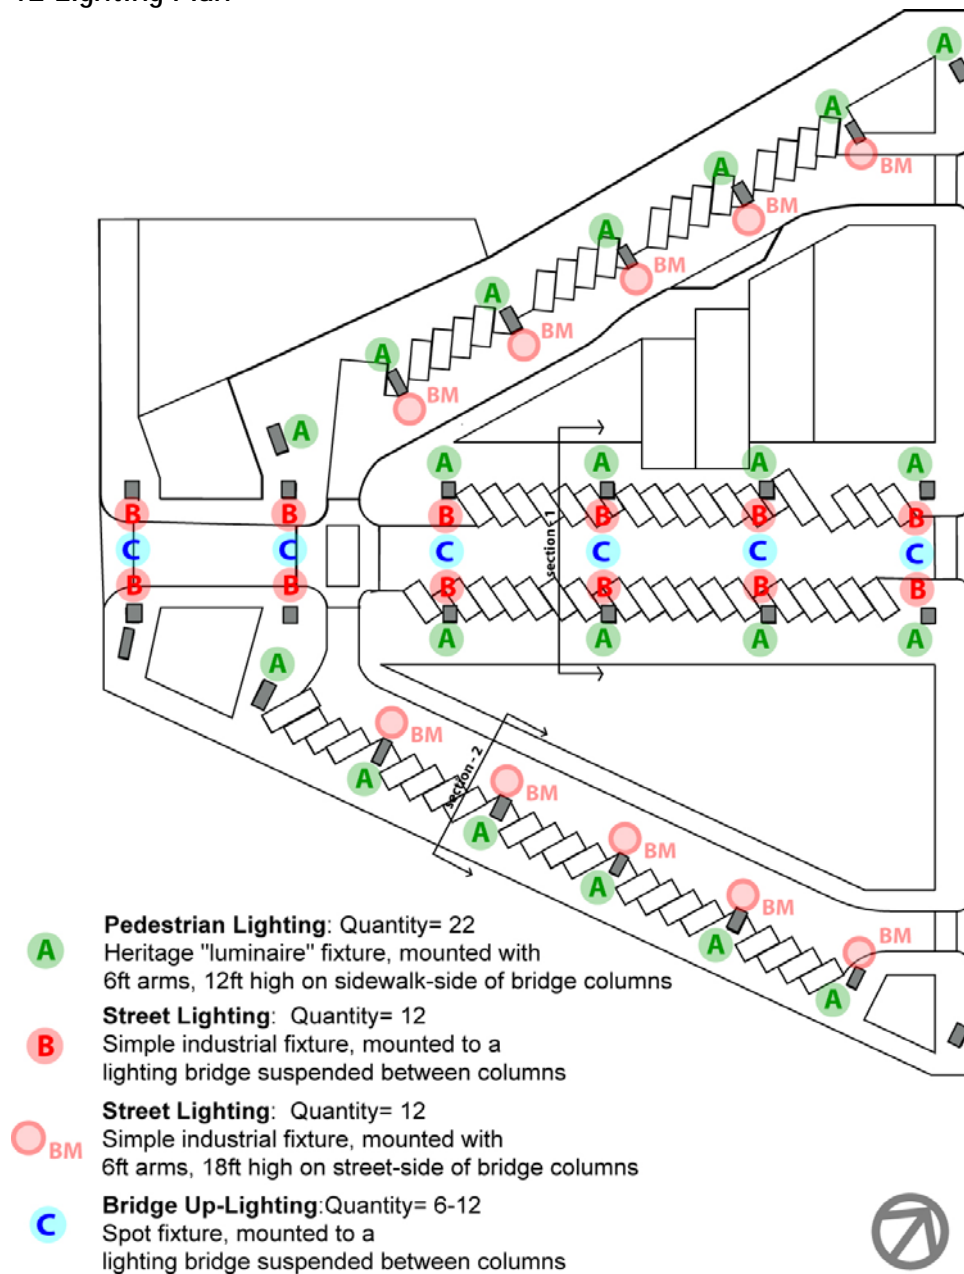 12 Lighting Plan
A
A
BM
A
BM
A
BM
A
BM
A
BM
A
A
A
A
A
B
B
B
B
B
B
C
C
C
C
C
C
section - 1
B
B
B
B
B
B
A
A
A
A
A
BM
A
section - 2
BM
A
BM
A
BM
A
BM
A
A
Pedestrian Lighting: Quantity= 22
Heritage "luminaire" fixture, mounted with
6ft arms, 12ft high on sidewalk-side of bridge columns
B
Street Lighting: Quantity= 12
Simple industrial fixture, mounted to a
lighting bridge suspended between columns
BM
Street Lighting: Quantity= 12
Simple industrial fixture, mounted with
6ft arms, 18ft high on street-side of bridge columns
C
Bridge Up-Lighting:Quantity= 6-12
Spot fixture, mounted to a
lighting bridge suspended between columns